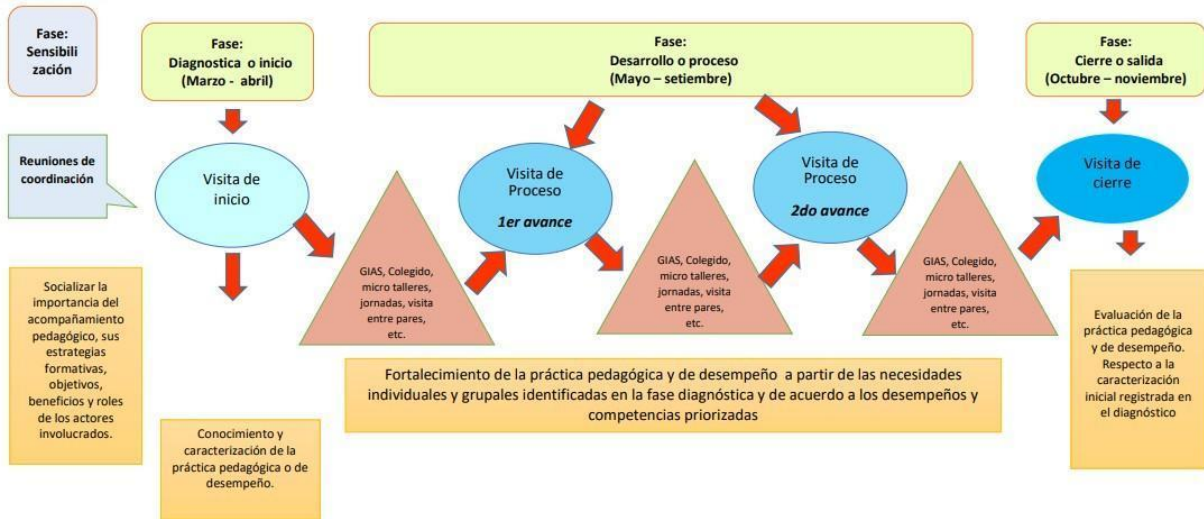 Fase:
Sensibili
zación
Fase:
Diagnostica o inicio
(Marzo - abril)
Fase:
Desarrollo o proceso
(Mayo – setiembre)
Fase:
Cierre o salida
(Octubre – noviembre)
Reuniones de
coordinación
Visita de
inicio
Visita de
Proceso
1er avance
Visita de
Proceso
2do avance
Visita de
cierre
GIAS, Colegido,
micro talleres,
jornadas, visita
entre pares,
etc.
GIAS, Colegido,
micro talleres,
jornadas, visita
entre pares,
etc.
GIAS, Colegido,
micro talleres,
jornadas, visita
entre pares,
etc.
Socializar la
importancia del
acompañamiento
pedagógico, sus
estrategias
formativas,
objetivos,
beneficios y roles
de los actores
involucrados.
Conocimiento y
caracterización de la
práctica pedagógica o de
desempeño.
Fortalecimiento de la práctica pedagógica y de desempeño a partir de las necesidades
individuales y grupales identificadas en la fase diagnóstica y de acuerdo a los desempeños y
competencias priorizadas
Evaluación de la
práctica pedagógica
y de desempeño.
Respecto a la
caracterización
inicial registrada en
el diagnóstico